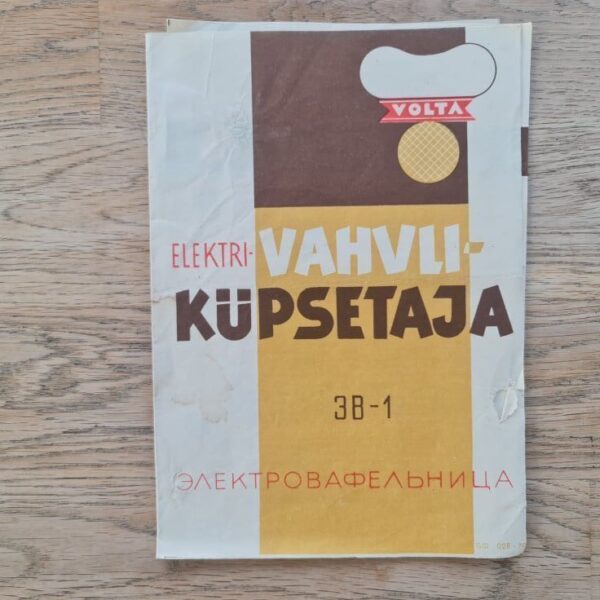 VOLTA
ELEKTRI-VAHVLI-
KÜPSETAJA
ЭВ-1
ЭЛЕКТРОВАФЕЛЬНИЦА